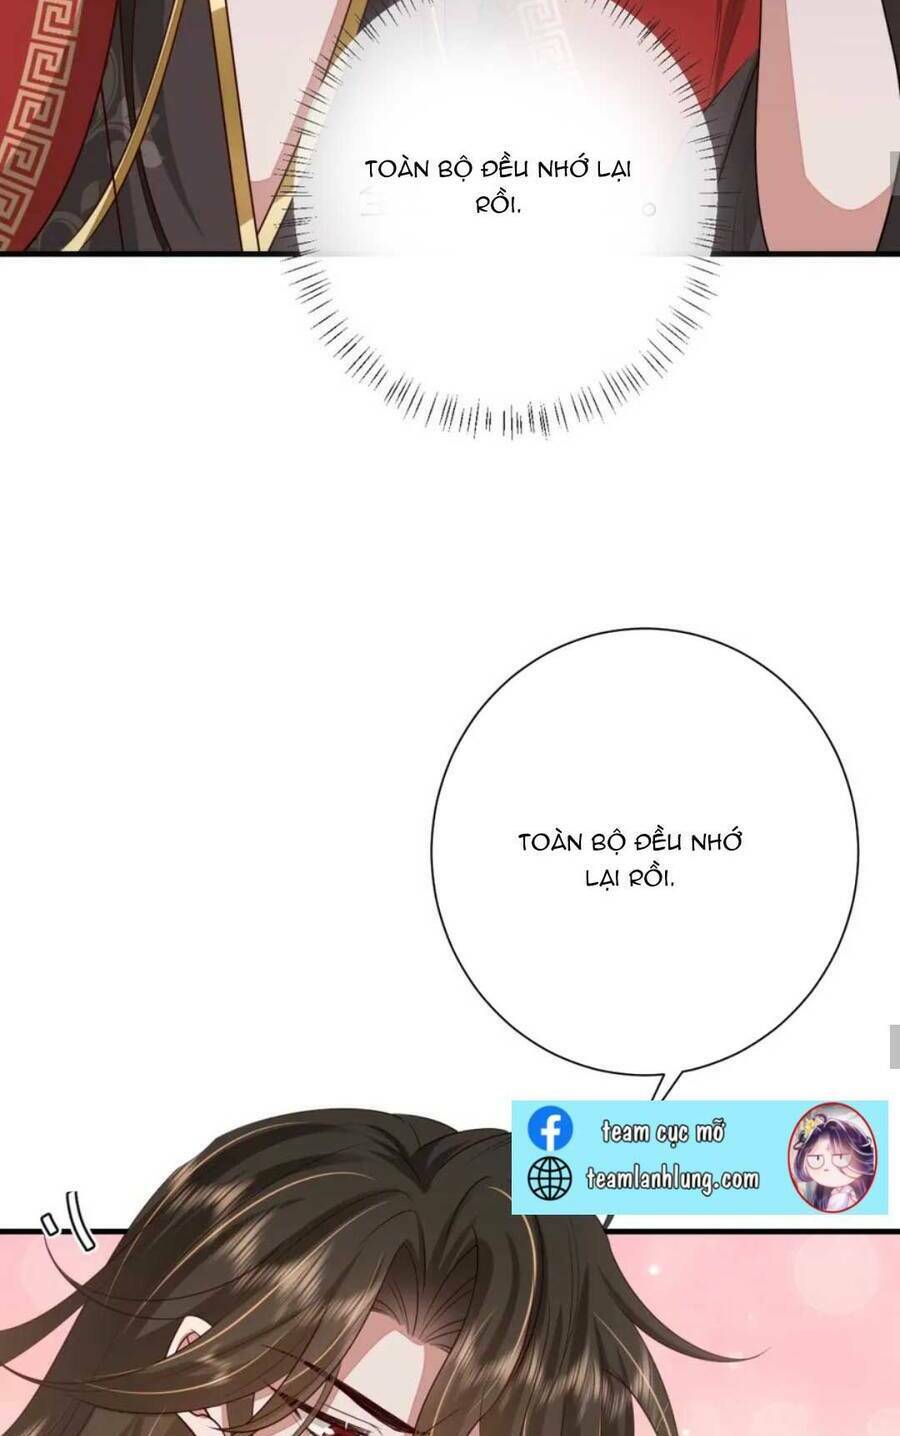 TOÀN BỘ ĐỀU NHỚ LẠI
RỒI.
TOÀN BỘ ĐỀU NHỚ
LẠI RỒI.
team cục mỡ
teamlanhlung.com